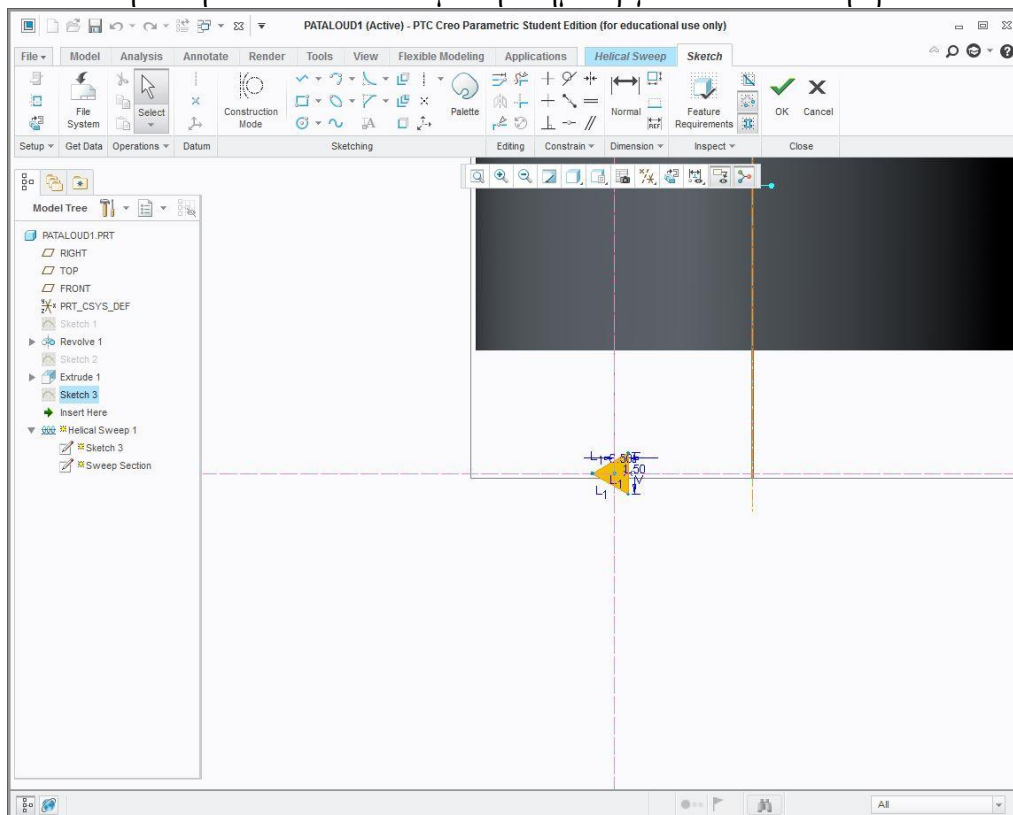 PATALOUD1 (Active) - PTC Creo Parametric Student Edition (for educational use only)
File Model Analysis Annotate Render Tools View Flexible Modeling Applications Helical Sweep Sketch
File System
Select
Construction Mode
Palette
Normal
Feature Requirements
OK Cancel
Setup Get Data Operations Datum Sketching Editing Constrain Dimension Inspect Close
Model Tree
PATALOUD1.PRT
RIGHT
TOP
FRONT
PRT_CSYS_DEF
Sketch 1
Revolve 1
Sketch 2
Extrude 1
Sketch 3
Insert Here
Helical Sweep 1
Sketch 3
Sweep Section
1.50
L1
L1
All